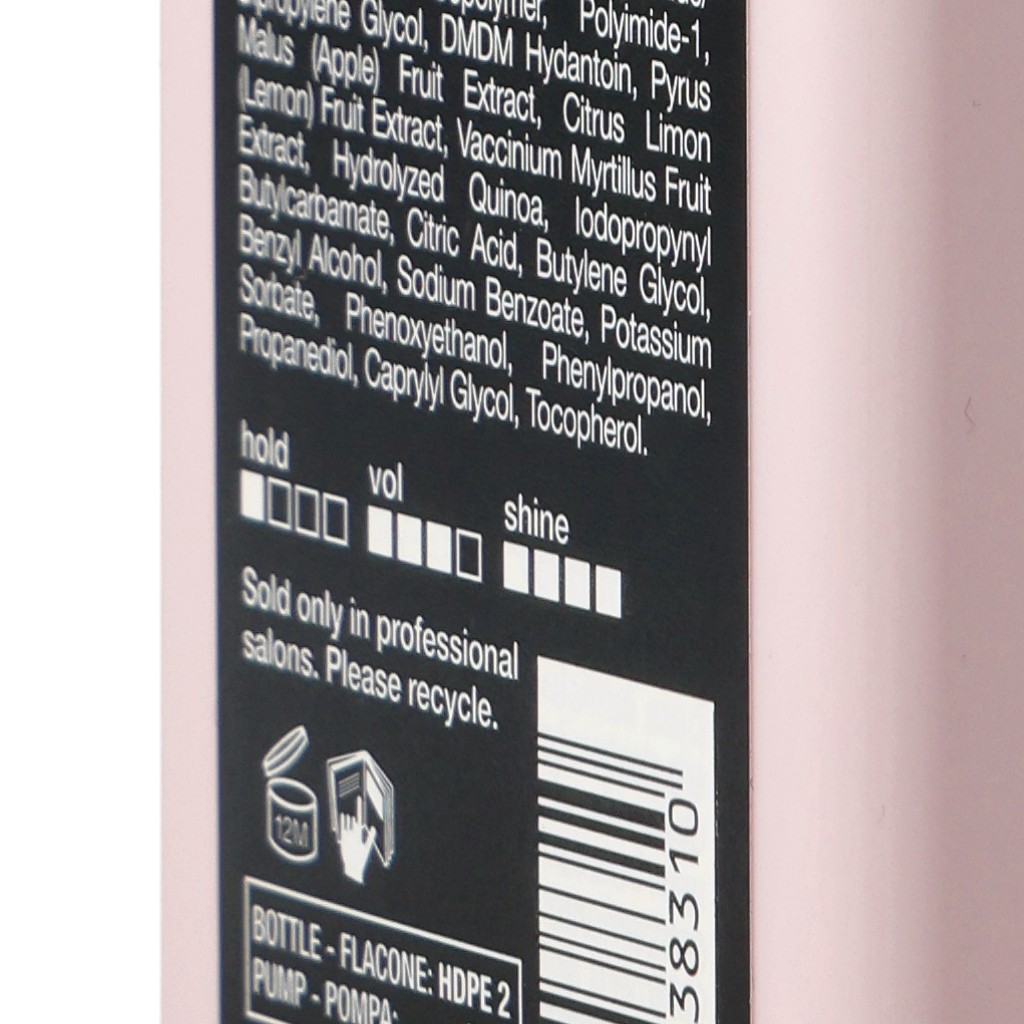 Polyimide-1,
Glycol, DMDM Hydantoin, Pyrus
Malus (Apple) Fruit Extract, Citrus Limon
(Lemon) Fruit Extract, Vaccinium Myrtillus Fruit
Extract, Hydrolyzed Quinoa, Iodopropynyl
Butylcarbamate, Citric Acid, Butylene Glycol,
Benzyl Alcohol, Sodium Benzoate, Potassium
Sorbate, Phenoxyethanol, Phenylpropanol,
Propanediol, Caprylyl Glycol, Tocopherol.
hold
vol
shine
Sold only in professional
salons. Please recycle.
12M
BOTTLE - FLACONE: HDPE 2
PUMP - POMPA:
38310